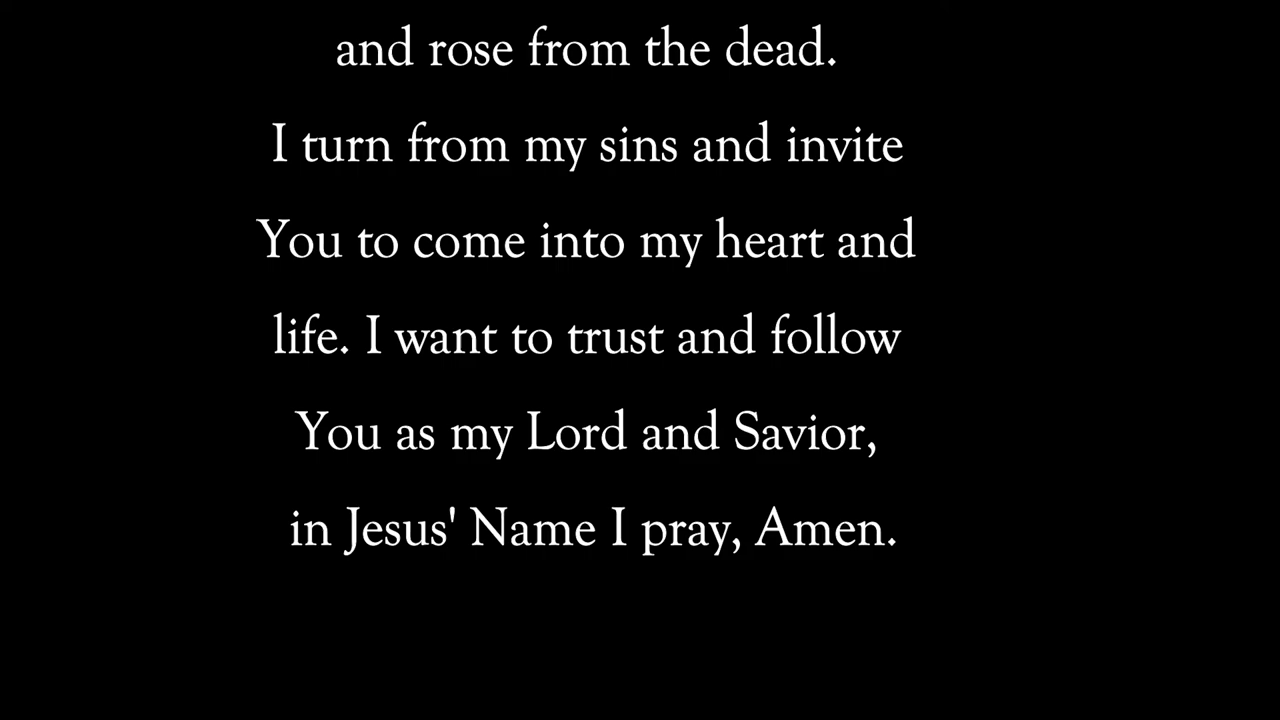 and rose from the dead.
I turn from my sins and invite
You to come into my heart and
life. I want to trust and follow
You as my Lord and Savior,
in Jesus' Name I pray, Amen.